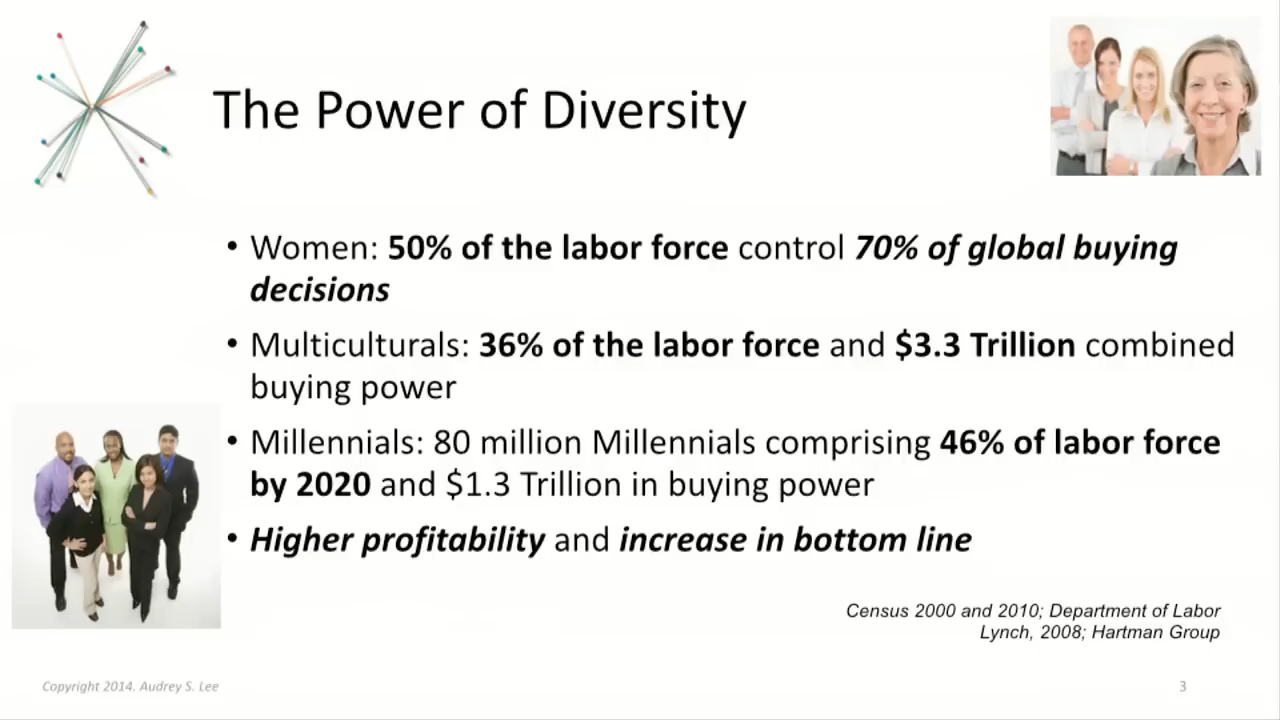 The Power of Diversity
• Women: 50% of the labor force control 70% of global buying
decisions
• Multiculturals: 36% of the labor force and $3.3 Trillion combined
buying power
• Millennials: 80 million Millennials comprising 46% of labor force
by 2020 and $1.3 Trillion in buying power
• Higher profitability and increase in bottom line
Census 2000 and 2010; Department of Labor
Lynch, 2008; Hartman Group
Copyright 2014. Audrey S. Lee
3